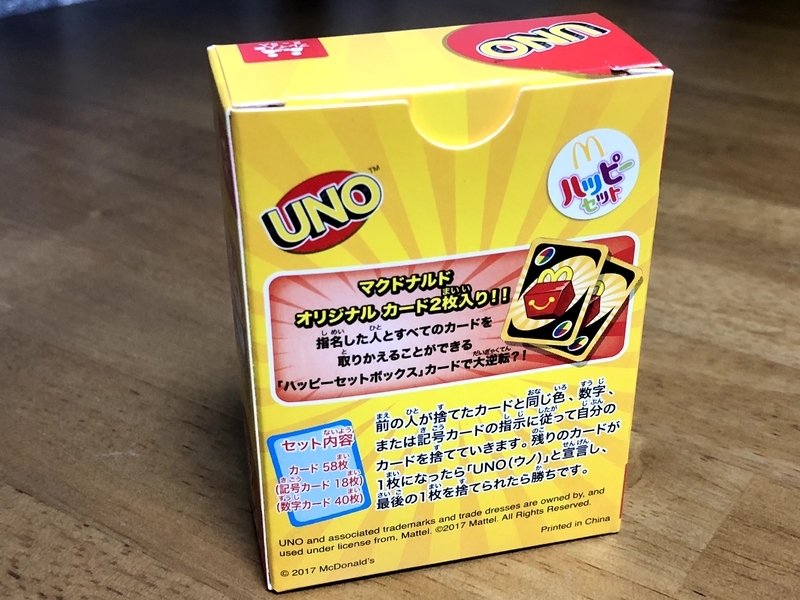 UNO
UNO™
ハッピー
セット
マクドナルド
オリジナル カード2枚入り!!
指名した人とすべてのカードを
取りかえることができる
「ハッピーセットボックス」カードで大逆転?!
セット内容
カード 58枚
(記号カード 18枚)
(数字カード 40枚)
前の人が捨てたカードと同じ色、数字、
または記号カードの指示に従って自分の
カードを捨てていきます。残りのカードが
1枚になったら「UNO(ウノ)」と宣言し、
最後の1枚を捨てられたら勝ちです。
UNO and associated trademarks and trade dresses are owned by, and
used under license from, Mattel. ©2017 Mattel. All Rights Reserved.
Printed in China
© 2017 McDonald's